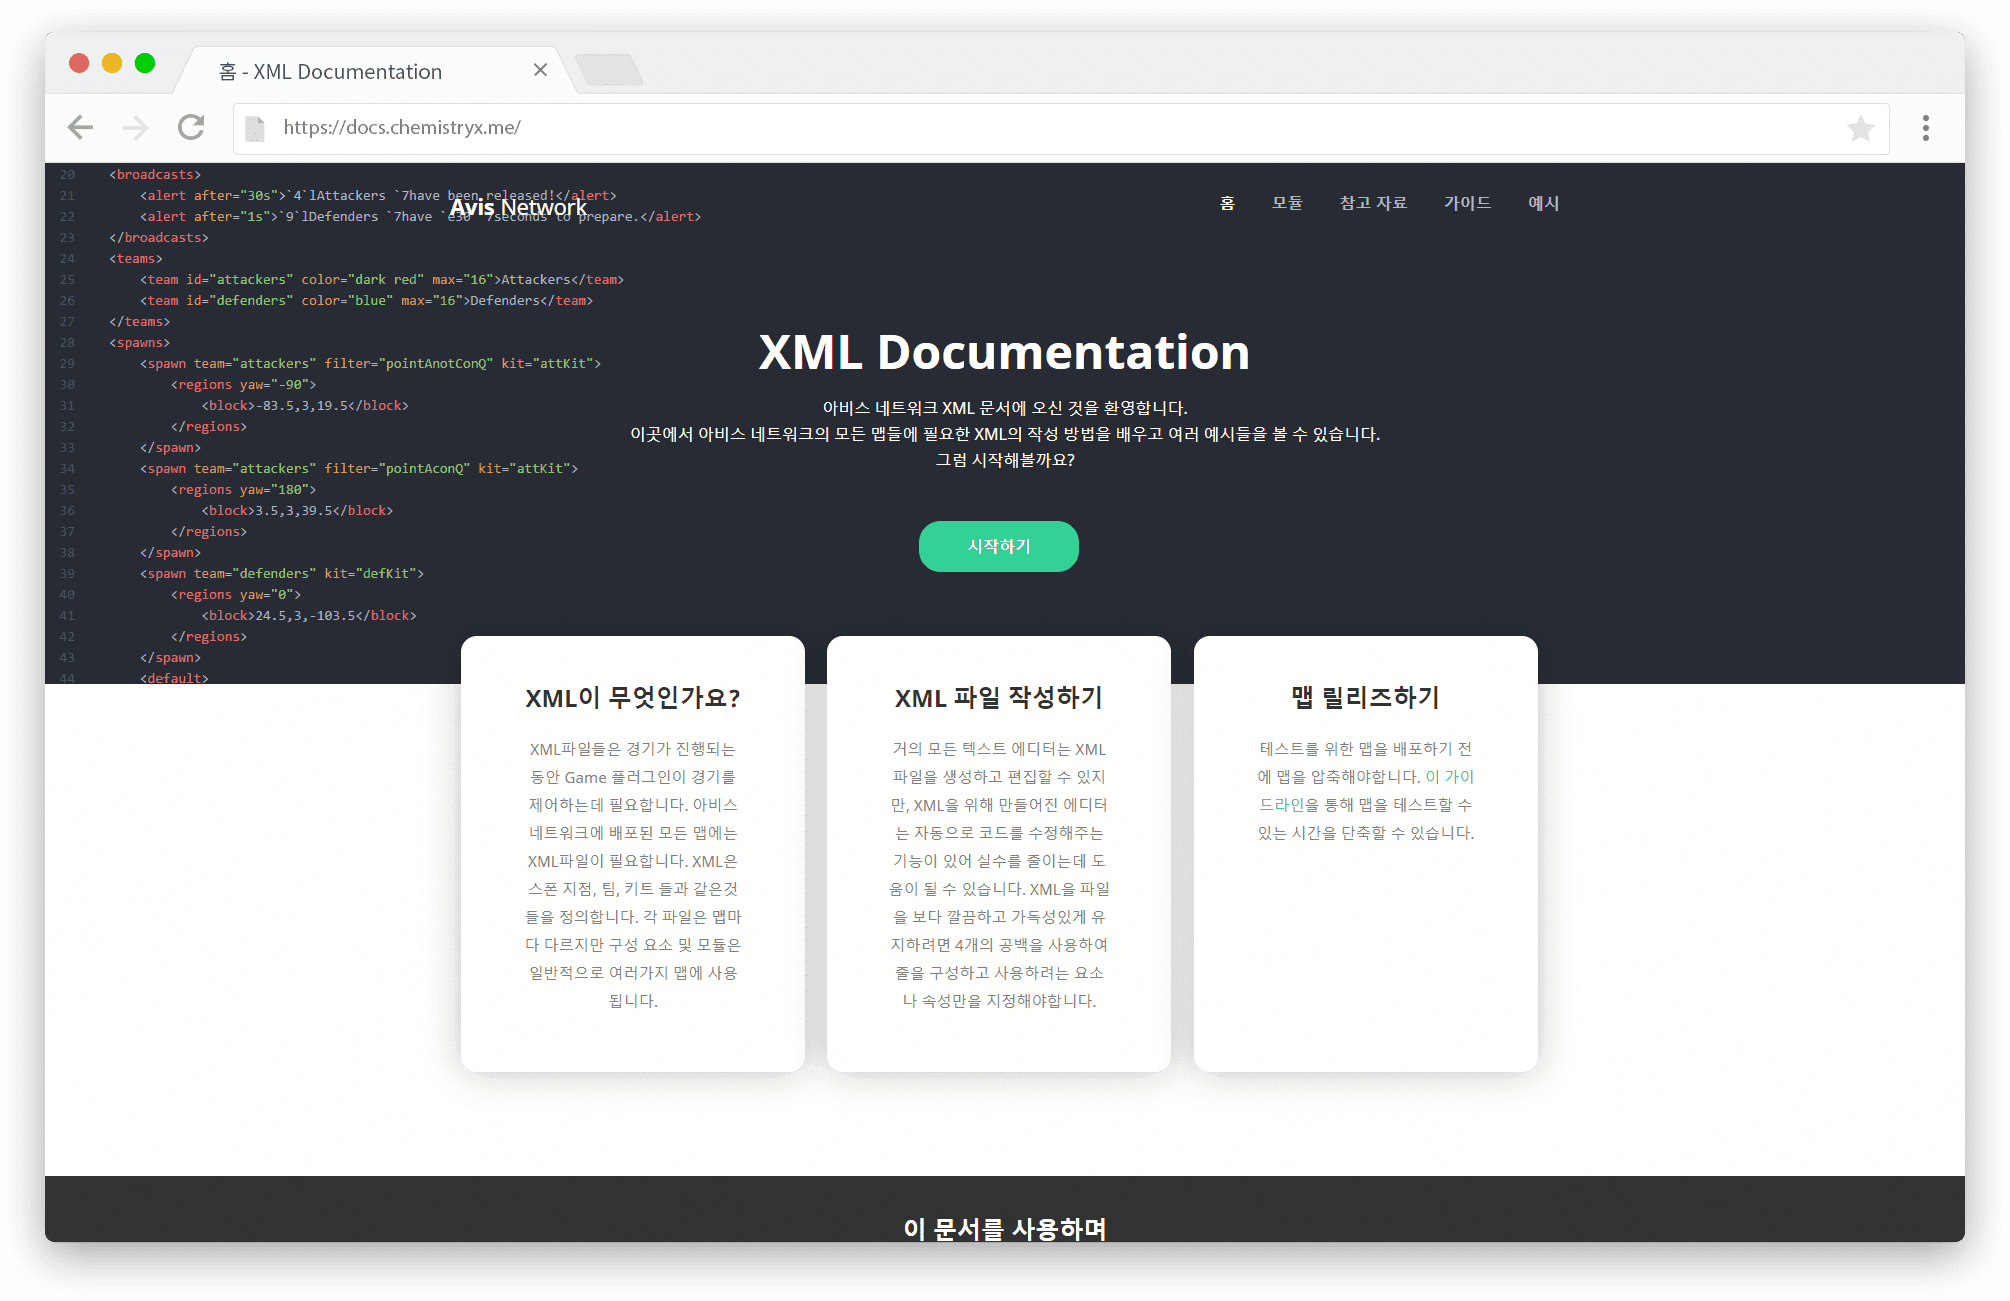 홈 - XML Documentation
https://docs.chemistryx.me/
20 <broadcasts>
21 <alert after="30s">`4`lAttackers `7have been released!</alert>
22 <alert after="1s">`9`lDefenders `7have `e30 `7seconds to prepare.</alert>
23 </broadcasts>
24 <teams>
25 <team id="attackers" color="dark red" max="16">Attackers</team>
26 <team id="defenders" color="blue" max="16">Defenders</team>
27 </teams>
28 <spawns>
29 <spawn team="attackers" filter="pointAnotConQ" kit="attKit">
30 <regions yaw="-90">
31 <block>-83.5,3,19.5</block>
32 </regions>
33 </spawn>
34 <spawn team="attackers" filter="pointAconQ" kit="attKit">
35 <regions yaw="180">
36 <block>3.5,3,39.5</block>
37 </regions>
38 </spawn>
39 <spawn team="defenders" kit="defKit">
40 <regions yaw="0">
41 <block>24.5,3,-103.5</block>
42 </regions>
43 </spawn>
44 <default>
Avis Network
홈 모듈 참고 자료 가이드 예시
XML Documentation
아비스 네트워크 XML 문서에 오신 것을 환영합니다.
이곳에서 아비스 네트워크의 모든 맵들에 필요한 XML의 작성 방법을 배우고 여러 예시들을 볼 수 있습니다.
그럼 시작해볼까요?
시작하기
XML이 무엇인가요?
XML파일들은 경기가 진행되는
동안 Game 플러그인이 경기를
제어하는데 필요합니다. 아비스
네트워크에 배포된 모든 맵에는
XML파일이 필요합니다. XML은
스폰 지점, 팀, 키트 들과 같은것
들을 정의합니다. 각 파일은 맵마
다 다르지만 구성 요소 및 모듈은
일반적으로 여러가지 맵에 사용
됩니다.
XML 파일 작성하기
거의 모든 텍스트 에디터는 XML
파일을 생성하고 편집할 수 있지
만, XML을 위해 만들어진 에디터
는 자동으로 코드를 수정해주는
기능이 있어 실수를 줄이는데 도
움이 될 수 있습니다. XML을 파일
을 보다 깔끔하고 가독성있게 유
지하려면 4개의 공백을 사용하여
줄을 구성하고 사용하려는 요소
나 속성만을 지정해야합니다.
맵 릴리즈하기
테스트를 위한 맵을 배포하기 전
에 맵을 압축해야합니다. 이 가이
드라인을 통해 맵을 테스트할 수
있는 시간을 단축할 수 있습니다.
이 문서를 사용하며